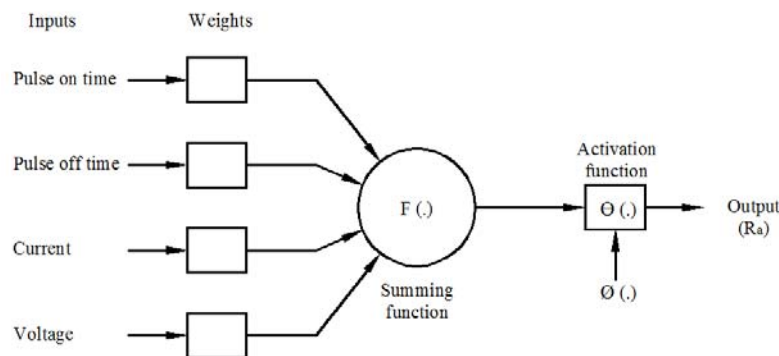 Inputs
Weights
Pulse on time
Pulse off time
Current
Voltage
F (.)
Summing
function
Activation
function
Θ (.)
Ø (.)
Output
(Ra)